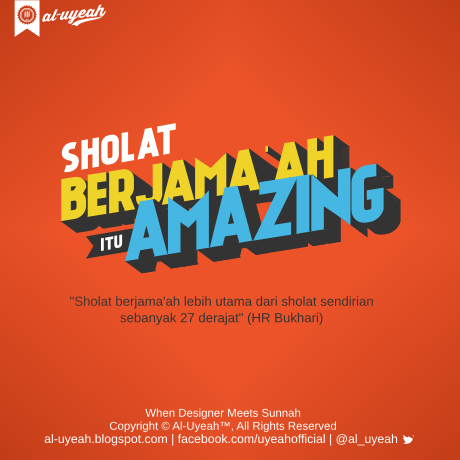 al-uyeah
SHOLAT
BERJAMA'AH
ITU AMAZING
"Sholat berjama'ah lebih utama dari sholat sendirian
sebanyak 27 derajat" (HR Bukhari)
When Designer Meets Sunnah
Copyright © Al-Uyeah™, All Rights Reserved
al-uyeah.blogspot.com | facebook.com/uyeahofficial | @al_uyeah